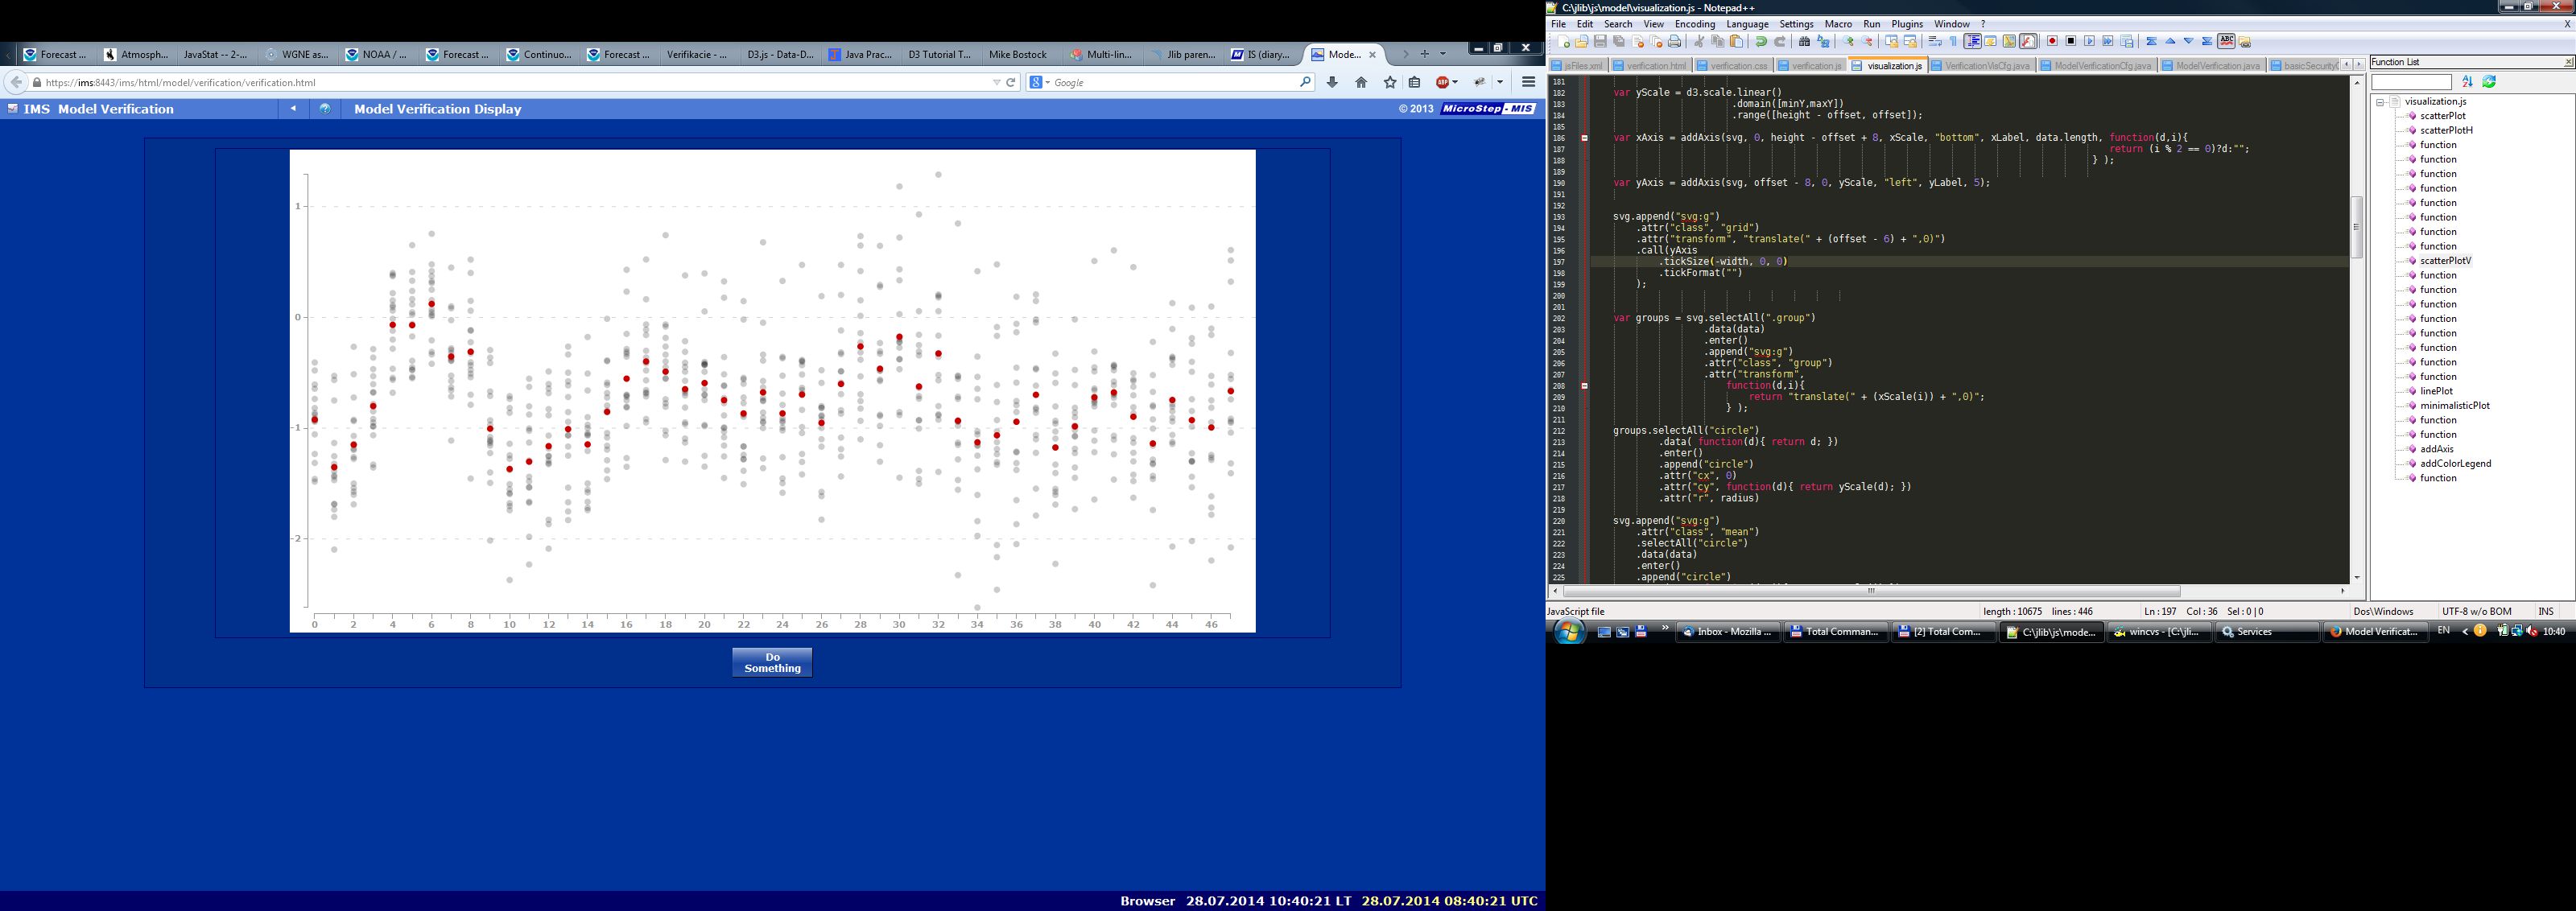 Forecast ...
Atmosph...
JavaStat -- 2-...
WGNE as...
NOAA / ...
Forecast ...
Continuo...
Forecast ...
Verifikacie - ...
D3.js - Data-D...
Java Prac...
D3 Tutorial T...
Mike Bostock
Multi-lin...
Jlib paren...
IS (diary...
Mode...
https://ims:8443/ims/html/model/verification/verification.html
Google
IMS Model Verification
Model Verification Display
© 2013 MicroStep-MIS
1
0
-1
-2
0 2 4 6 8 10 12 14 16 18 20 22 24 26 28 30 32 34 36 38 40 42 44 46
Do
Something
Browser 28.07.2014 10:40:21 LT 28.07.2014 08:40:21 UTC
C:\jlib\js\model\visualization.js - Notepad++
File Edit Search View Encoding Language Settings Macro Run Plugins Window ? X
jsFiles.xml verification.html verification.css verification.js visualization.js VerificationViaCfg.java ModelVerificationCfg.java ModelVerification.java basicSecurityC
181
182 var yScale = d3.scale.linear()
183 .domain([minY,maxY])
184 .range([height - offset, offset]);
185
186 var xAxis = addAxis(svg, 0, height - offset + 8, xScale, "bottom", xLabel, data.length, function(d,i){
187 return (i % 2 == 0)?d:"";
188 } );
189
190 var yAxis = addAxis(svg, offset - 8, 0, yScale, "left", yLabel, 5);
191
192
193 svg.append("svg:g")
194 .attr("class", "grid")
195 .attr("transform", "translate(" + (offset - 6) + ",0)")
196 .call(yAxis
197 .tickSize(-width, 0, 0)
198 .tickFormat("")
199 );
200
201
202 var groups = svg.selectAll(".group")
203 .data(data)
204 .enter()
205 .append("svg:g")
206 .attr("class", "group")
207 .attr("transform",
208 function(d,i){
209 return "translate(" + (xScale(i)) + ",0)";
210 } );
211
212 groups.selectAll("circle")
213 .data( function(d){ return d; })
214 .enter()
215 .append("circle")
216 .attr("cx", 0)
217 .attr("cy", function(d){ return yScale(d); })
218 .attr("r", radius)
219
220 svg.append("svg:g")
221 .attr("class", "mean")
222 .selectAll("circle")
223 .data(data)
224 .enter()
225 .append("circle")
Function List
visualization.js
scatterPlot
scatterPlotH
function
function
function
function
function
function
function
function
scatterPlotV
function
function
function
function
function
function
function
function
linePlot
minimalisticPlot
function
function
addAxis
addColorLegend
function
JavaScript file length : 10675 lines : 446 Ln : 197 Col : 36 Sel : 0 | 0 Dos\Windows UTF-8 w/o BOM INS
Inbox - Mozilla ...
Total Comman...
[2] Total Com...
C:\jlib\js\mode...
wincvs - [C:\jli...
Services
Model Verificat...
EN
10:40